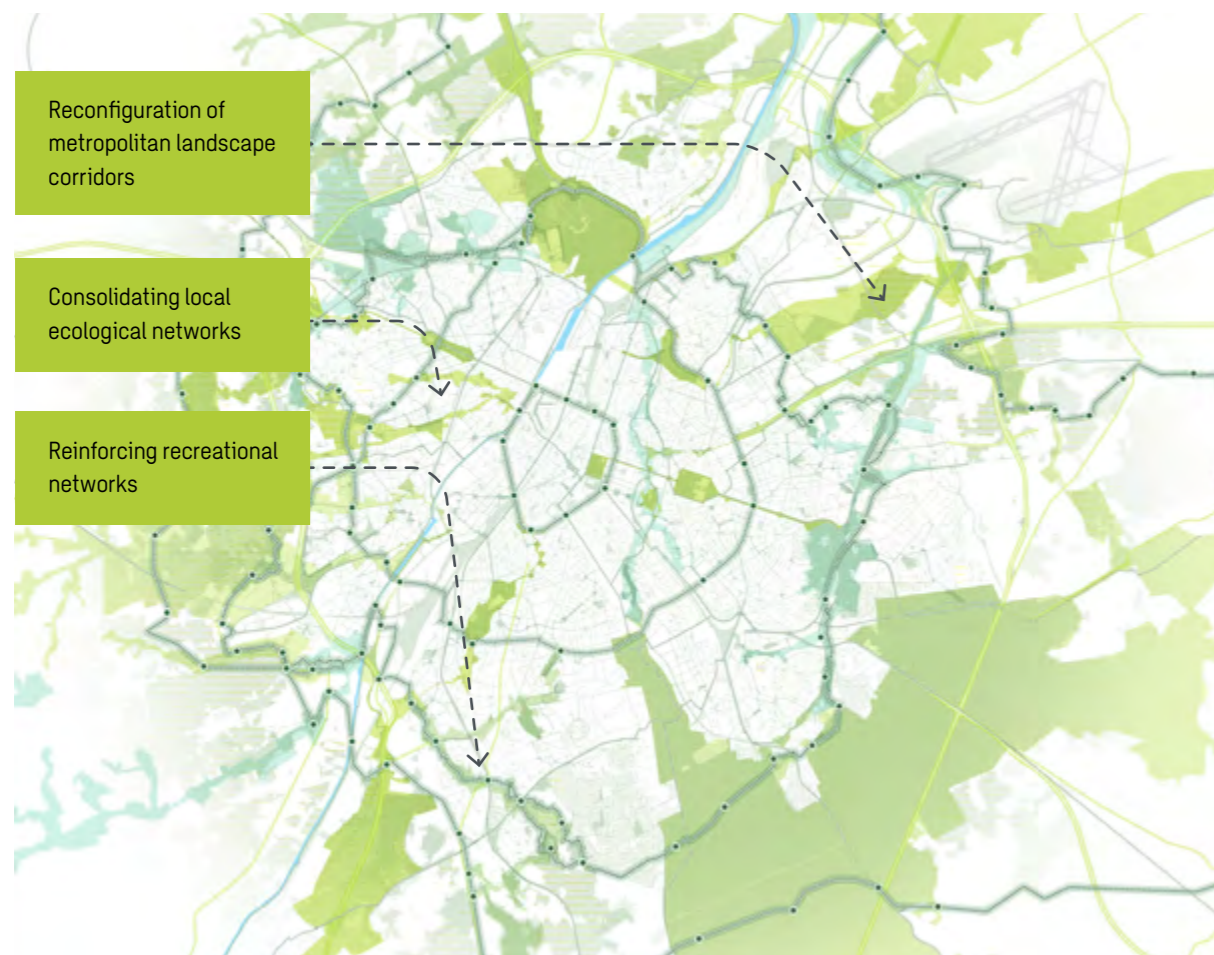 Reconfiguration of
metropolitan landscape
corridors
Consolidating local
ecological networks
Reinforcing recreational
networks